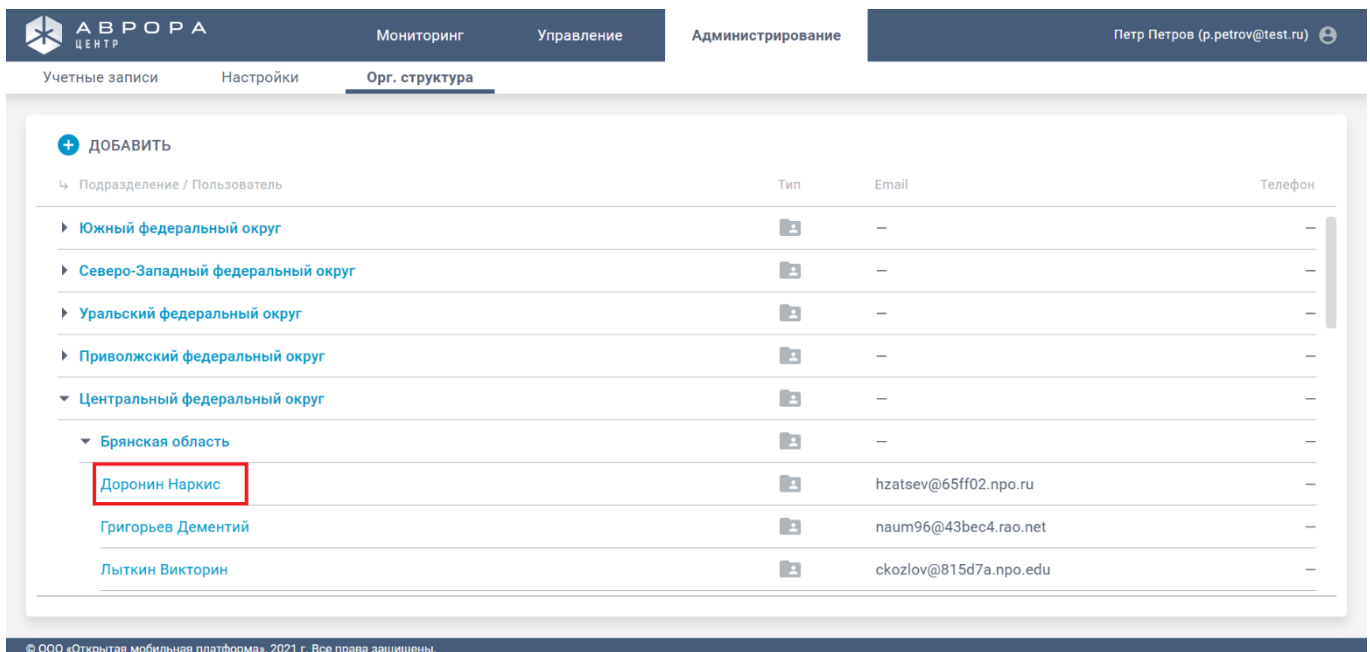 АВРОРА
ЦЕНТР
Мониторинг Управление Администрирование Петр Петров (p.petrov@test.ru)
Учетные записи Настройки Орг. структура
ДОБАВИТЬ
Подразделение / Пользователь Тип Email Телефон
Южный федеральный округ — —
Северо-Западный федеральный округ — —
Уральский федеральный округ — —
Приволжский федеральный округ — —
Центральный федеральный округ — —
Брянская область — —
Доронин Наркис hzatsev@65ff02.npo.ru —
Григорьев Дементий naum96@43bec4.rao.net —
Лыткин Викторин ckozlov@815d7a.npo.edu —
© ООО «Открытая мобильная платформа», 2021 г. Все права защищены.